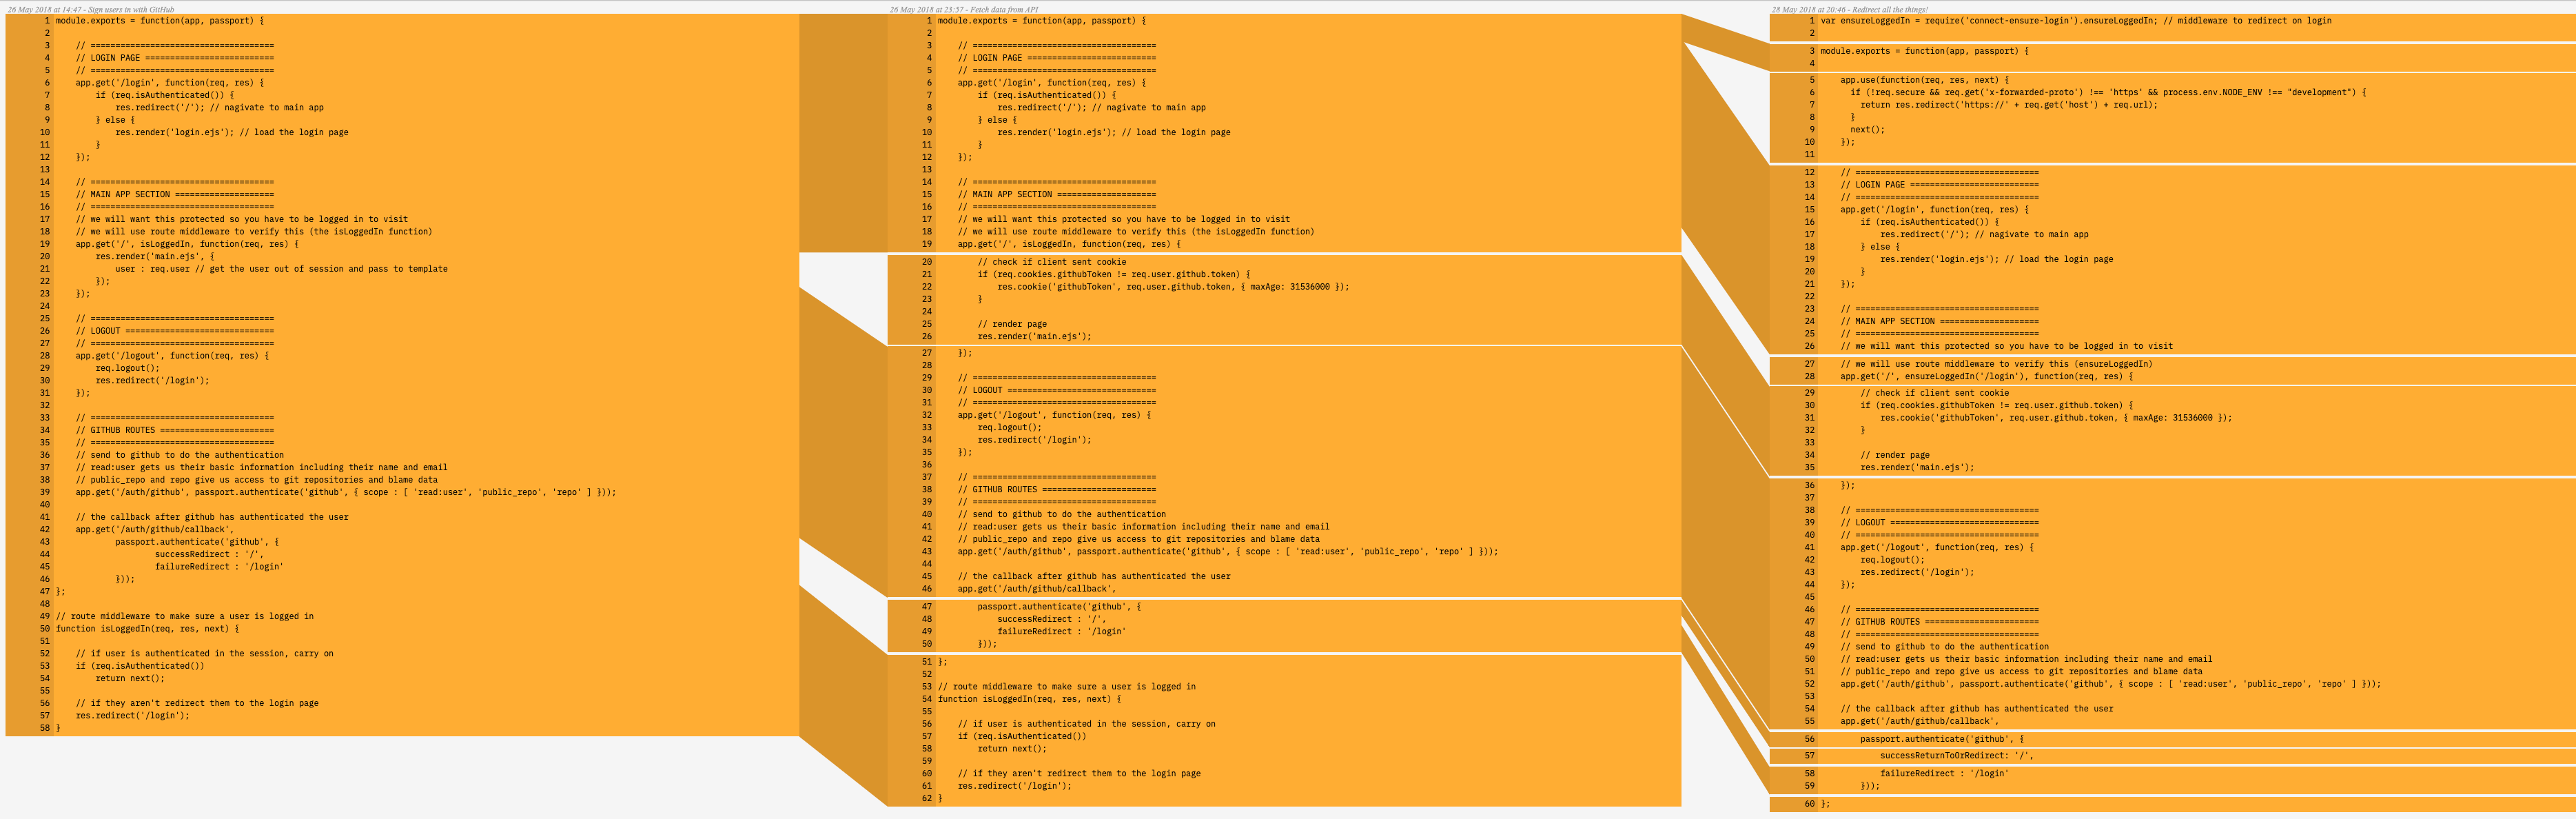 26 May 2018 at 14:47 - Sign users in with GitHub
1 module.exports = function(app, passport) {
2
3     // =====================================
4     // LOGIN PAGE ==========================
5     // =====================================
6     app.get('/login', function(req, res) {
7         if (req.isAuthenticated()) {
8             res.redirect('/'); // nagivate to main app
9         } else {
10             res.render('login.ejs'); // load the login page
11         }
12     });
13
14     // =====================================
15     // MAIN APP SECTION ====================
16     // =====================================
17     // we will want this protected so you have to be logged in to visit
18     // we will use route middleware to verify this (the isLoggedIn function)
19     app.get('/', isLoggedIn, function(req, res) {
20         res.render('main.ejs', {
21             user : req.user // get the user out of session and pass to template
22         });
23     });
24
25     // =====================================
26     // LOGOUT ==============================
27     // =====================================
28     app.get('/logout', function(req, res) {
29         req.logout();
30         res.redirect('/login');
31     });
32
33     // =====================================
34     // GITHUB ROUTES =======================
35     // =====================================
36     // send to github to do the authentication
37     // read:user gets us their basic information including their name and email
38     // public_repo and repo give us access to git repositories and blame data
39     app.get('/auth/github', passport.authenticate('github', { scope : [ 'read:user', 'public_repo', 'repo' ] }));
40
41     // the callback after github has authenticated the user
42     app.get('/auth/github/callback',
43             passport.authenticate('github', {
44                     successRedirect : '/',
45                     failureRedirect : '/login'
46             }));
47 };
48
49 // route middleware to make sure a user is logged in
50 function isLoggedIn(req, res, next) {
51
52     // if user is authenticated in the session, carry on
53     if (req.isAuthenticated())
54         return next();
55
56     // if they aren't redirect them to the login page
57     res.redirect('/login');
58 }
26 May 2018 at 23:57 - Fetch data from API
1 module.exports = function(app, passport) {
2
3     // =====================================
4     // LOGIN PAGE ==========================
5     // =====================================
6     app.get('/login', function(req, res) {
7         if (req.isAuthenticated()) {
8             res.redirect('/'); // nagivate to main app
9         } else {
10             res.render('login.ejs'); // load the login page
11         }
12     });
13
14     // =====================================
15     // MAIN APP SECTION ====================
16     // =====================================
17     // we will want this protected so you have to be logged in to visit
18     // we will use route middleware to verify this (the isLoggedIn function)
19     app.get('/', isLoggedIn, function(req, res) {
20         // check if client sent cookie
21         if (req.cookies.githubToken != req.user.github.token) {
22             res.cookie('githubToken', req.user.github.token, { maxAge: 31536000 });
23         }
24
25         // render page
26         res.render('main.ejs');
27     });
28
29     // =====================================
30     // LOGOUT ==============================
31     // =====================================
32     app.get('/logout', function(req, res) {
33         req.logout();
34         res.redirect('/login');
35     });
36
37     // =====================================
38     // GITHUB ROUTES =======================
39     // =====================================
40     // send to github to do the authentication
41     // read:user gets us their basic information including their name and email
42     // public_repo and repo give us access to git repositories and blame data
43     app.get('/auth/github', passport.authenticate('github', { scope : [ 'read:user', 'public_repo', 'repo' ] }));
44
45     // the callback after github has authenticated the user
46     app.get('/auth/github/callback',
47         passport.authenticate('github', {
48             successRedirect : '/',
49             failureRedirect : '/login'
50         }));
51 };
52
53 // route middleware to make sure a user is logged in
54 function isLoggedIn(req, res, next) {
55
56     // if user is authenticated in the session, carry on
57     if (req.isAuthenticated())
58         return next();
59
60     // if they aren't redirect them to the login page
61     res.redirect('/login');
62 }
28 May 2018 at 20:46 - Redirect all the things!
1 var ensureLoggedIn = require('connect-ensure-login').ensureLoggedIn; // middleware to redirect on login
2
3 module.exports = function(app, passport) {
4
5     app.use(function(req, res, next) {
6       if (!req.secure && req.get('x-forwarded-proto') !== 'https' && process.env.NODE_ENV !== "development") {
7         return res.redirect('https://' + req.get('host') + req.url);
8       }
9       next();
10     });
11
12     // =====================================
13     // LOGIN PAGE ==========================
14     // =====================================
15     app.get('/login', function(req, res) {
16         if (req.isAuthenticated()) {
17             res.redirect('/'); // nagivate to main app
18         } else {
19             res.render('login.ejs'); // load the login page
20         }
21     });
22
23     // =====================================
24     // MAIN APP SECTION ====================
25     // =====================================
26     // we will want this protected so you have to be logged in to visit
27     // we will use route middleware to verify this (ensureLoggedIn)
28     app.get('/', ensureLoggedIn('/login'), function(req, res) {
29         // check if client sent cookie
30         if (req.cookies.githubToken != req.user.github.token) {
31             res.cookie('githubToken', req.user.github.token, { maxAge: 31536000 });
32         }
33
34         // render page
35         res.render('main.ejs');
36     });
37
38     // =====================================
39     // LOGOUT ==============================
40     // =====================================
41     app.get('/logout', function(req, res) {
42         req.logout();
43         res.redirect('/login');
44     });
45
46     // =====================================
47     // GITHUB ROUTES =======================
48     // =====================================
49     // send to github to do the authentication
50     // read:user gets us their basic information including their name and email
51     // public_repo and repo give us access to git repositories and blame data
52     app.get('/auth/github', passport.authenticate('github', { scope : [ 'read:user', 'public_repo', 'repo' ] }));
53
54     // the callback after github has authenticated the user
55     app.get('/auth/github/callback',
56         passport.authenticate('github', {
57             successReturnToOrRedirect: '/',
58             failureRedirect : '/login'
59         }));
60 };